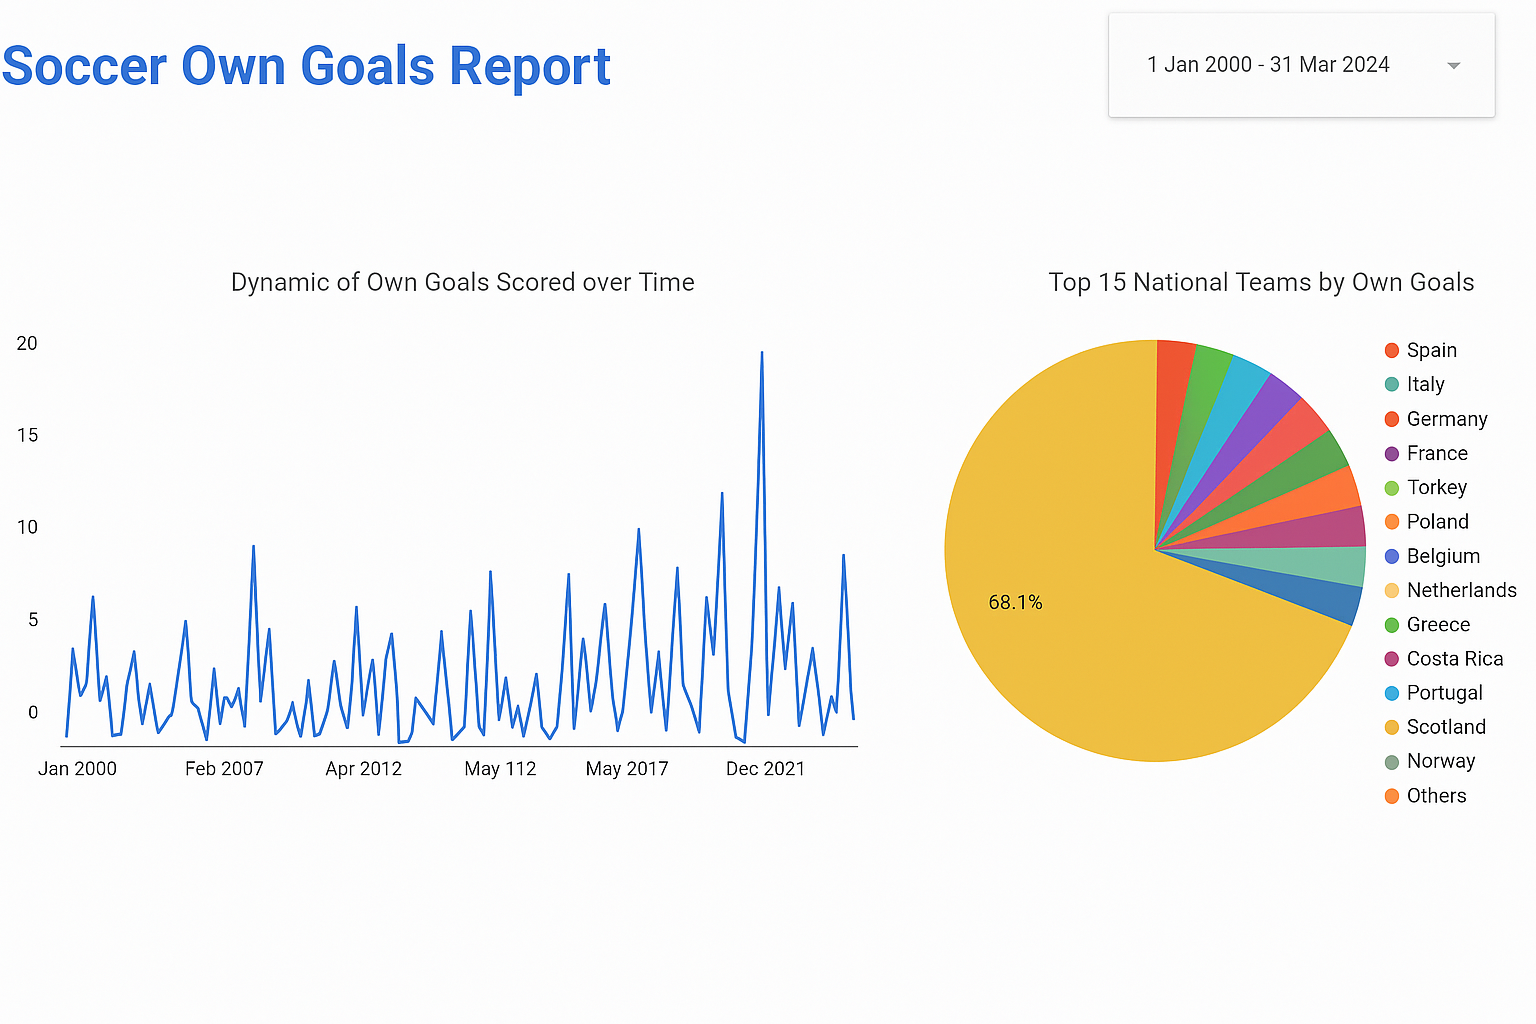 Soccer Own Goals Report
1 Jan 2000 - 31 Mar 2024
Dynamic of Own Goals Scored over Time
20
15
10
5
0
Jan 2000
Feb 2007
Apr 2012
May 112
May 2017
Dec 2021
Top 15 National Teams by Own Goals
68.1%
Spain
Italy
Germany
France
Torkey
Poland
Belgium
Netherlands
Greece
Costa Rica
Portugal
Scotland
Norway
Others